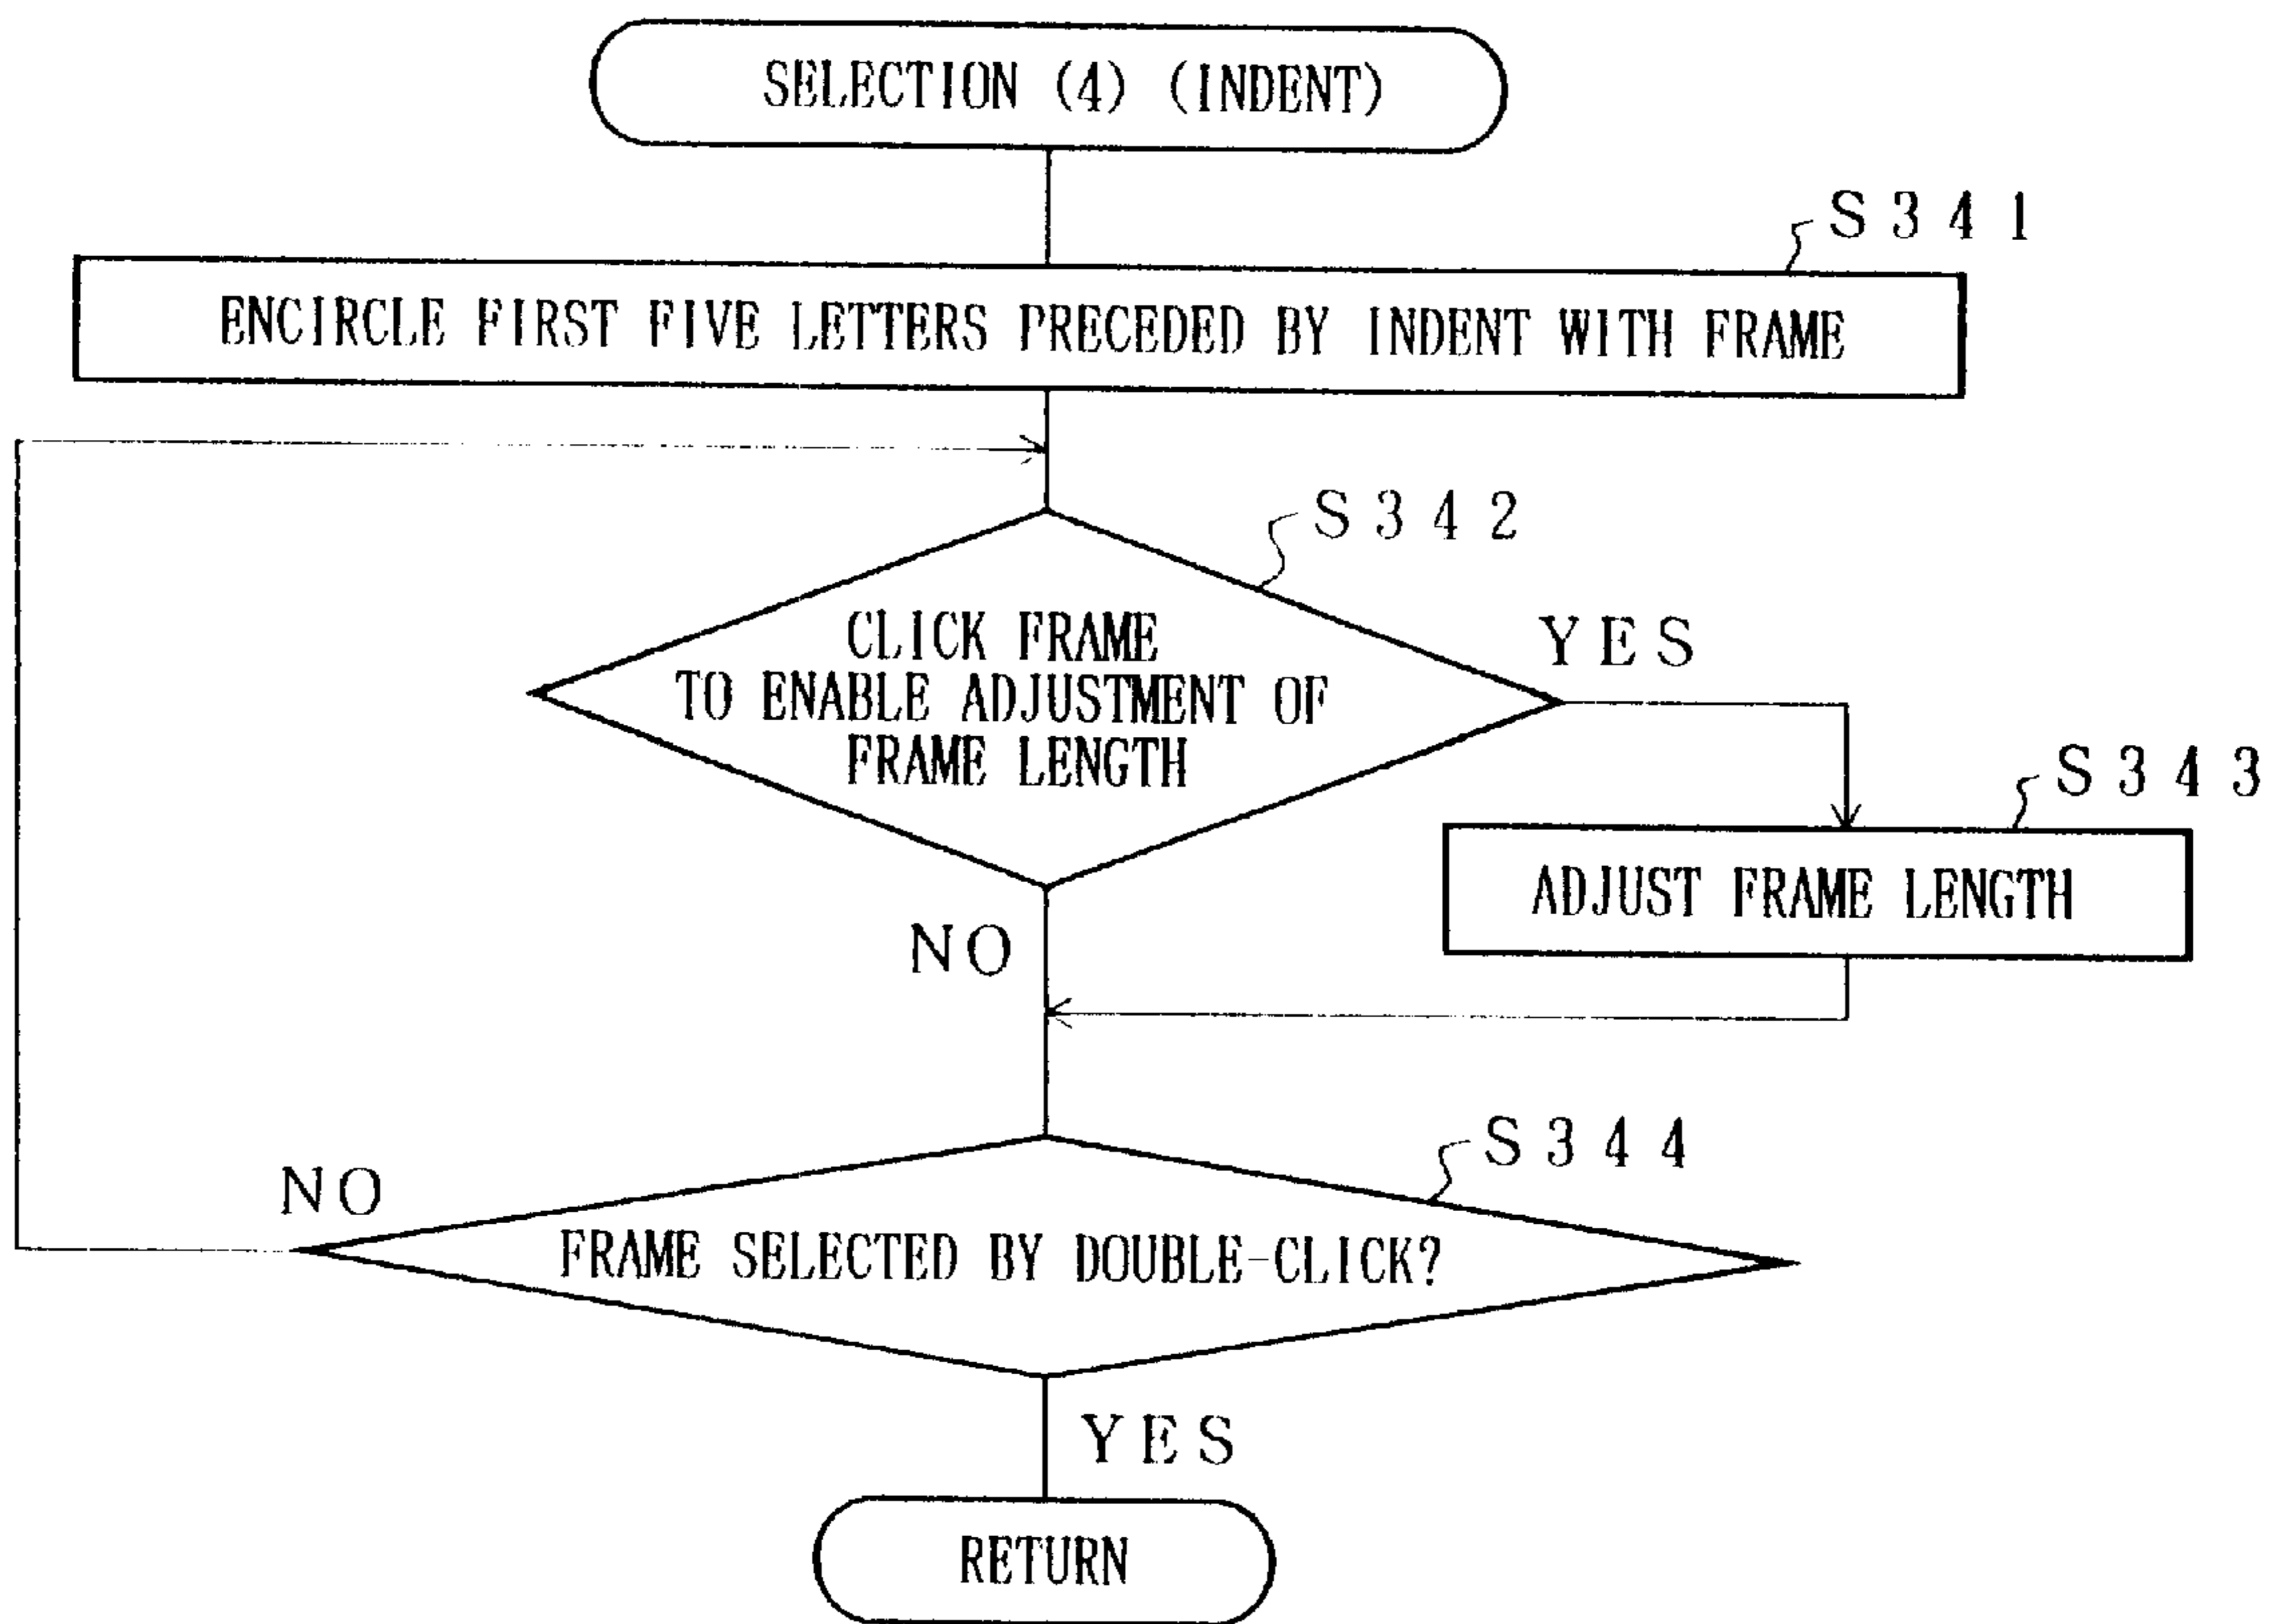 SELECTION (4) (INDENT)
S341
ENCIRCLE FIRST FIVE LETTERS PRECEDED BY INDENT WITH FRAME
S342
CLICK FRAME
TO ENABLE ADJUSTMENT OF
FRAME LENGTH
YES
S343
ADJUST FRAME LENGTH
NO
S344
NO
FRAME SELECTED BY DOUBLE-CLICK?
YES
RETURN